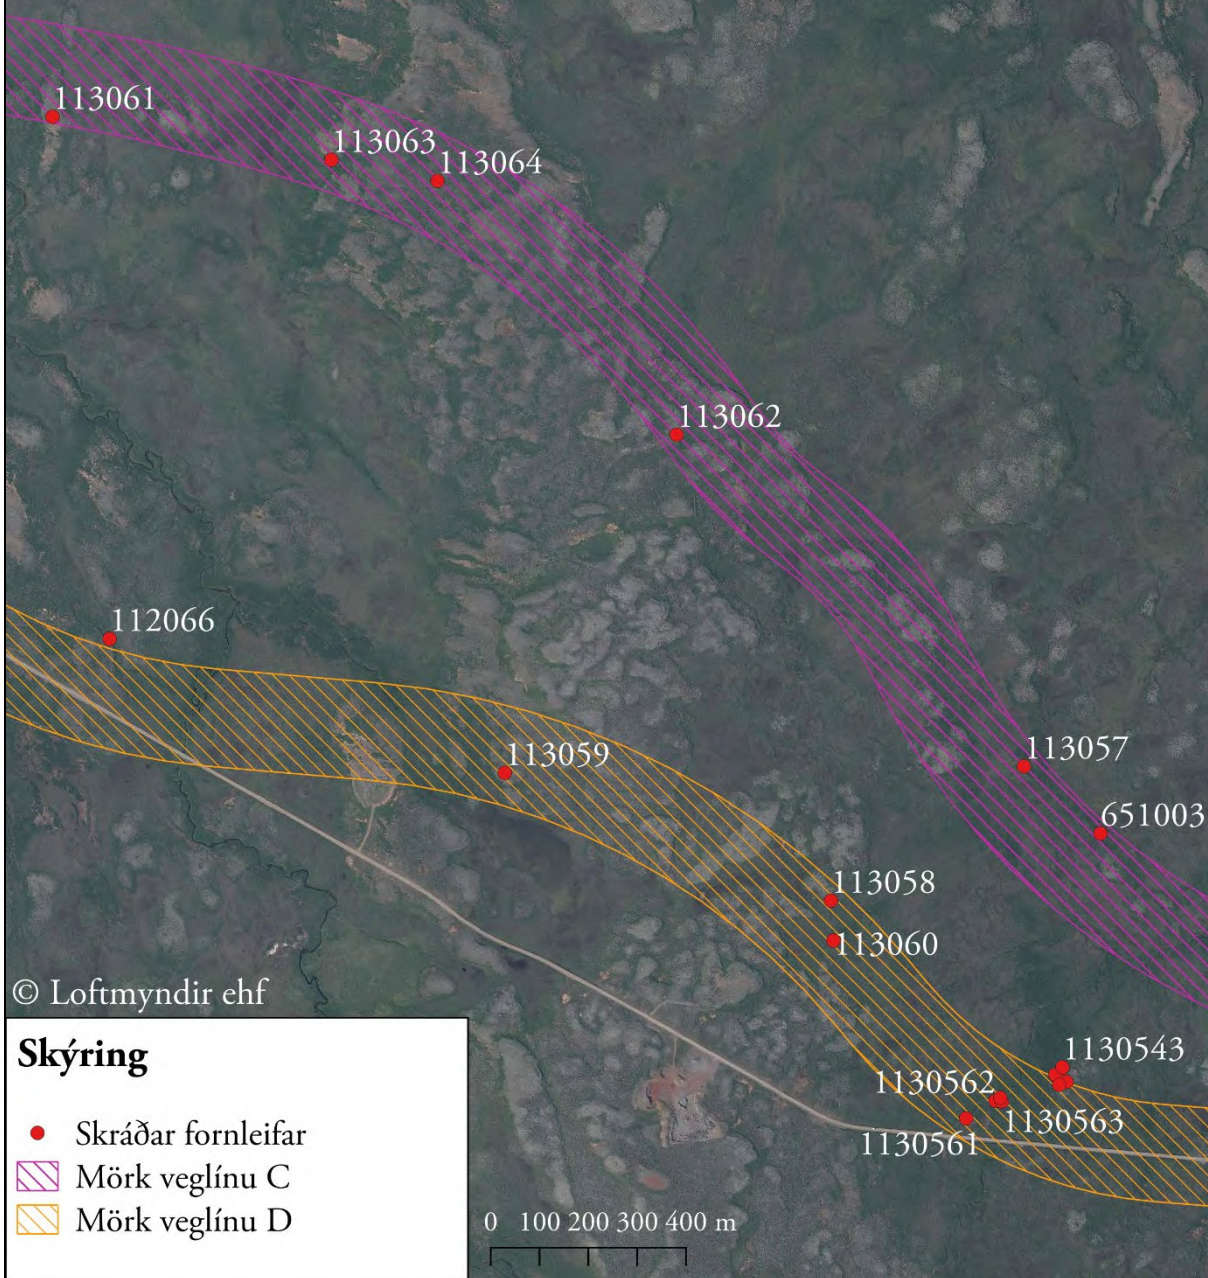 113061
113063
113064
113062
112066
113059
113057
651003
113058
113060
1130543
1130562
1130563
1130561
© Loftmyndir ehf
Skýring
Skráðar fornleifar
Mörk veglínu C
Mörk veglínu D
0 100 200 300 400 m